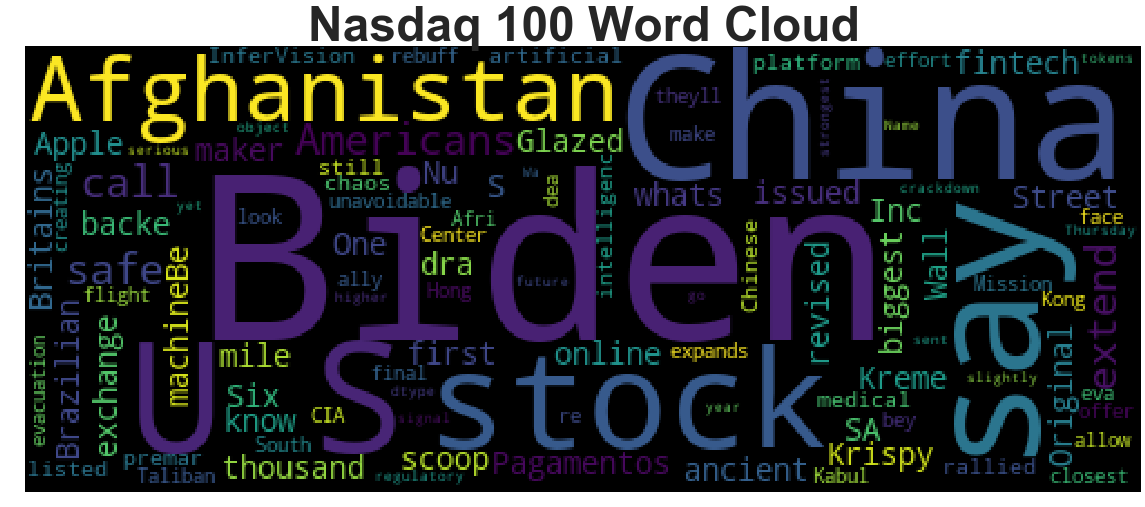 Nasdaq 100 Word Cloud
InferVision rebuff artificial
Afghanistan
China
platform effort fintech tokens
theyll
make
strongest
Name
object
Apple serious maker Americans Glazed
still
chaos
unavoidable
Nu
s
Wa
dea
intelligenc
whats issued
crackdown
Street
call
creating
Britains
yet
backe
look
Afri
Center
One
dra
Biden
Inc
face
Thursday
Wall
biggest
revised
Chinese
say
extend
Mission
Kong
safe
flight
machineBe
ally
higher
Hong
future
go
sent
slightly
Brazilian
exchange
evacuation
mile
first
online
expands
U S
stock
final
dtype
signal
re
year
Kreme
medical
original
eva
offer
allow
Six
know
CIA
South
SA
bey
Krispy
listed
premar
Taliban
thousand
regulatory
scoop
Pagamentos
ancient
Kabul
rallied
closest